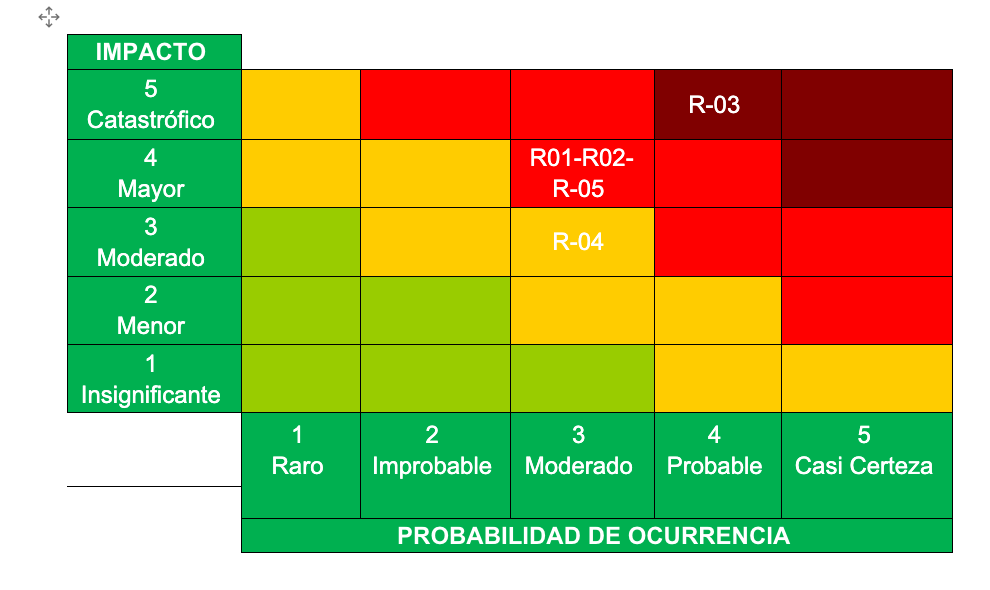 IMPACTO
5
Catastrófico
R-03
4
Mayor
R01-R02-
R-05
3
Moderado
R-04
2
Menor
1
Insignificante
1
Raro
2
Improbable
3
Moderado
4
Probable
5
Casi Certeza
PROBABILIDAD DE OCURRENCIA